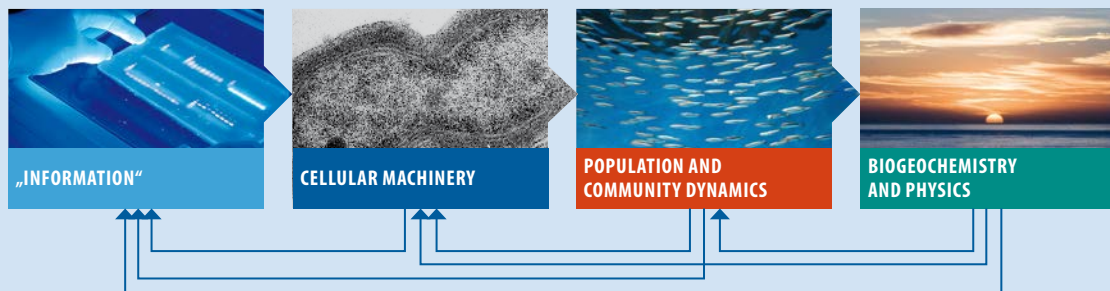 „INFORMATION“
CELLULAR MACHINERY
POPULATION AND
COMMUNITY DYNAMICS
BIOGEOCHEMISTRY
AND PHYSICS